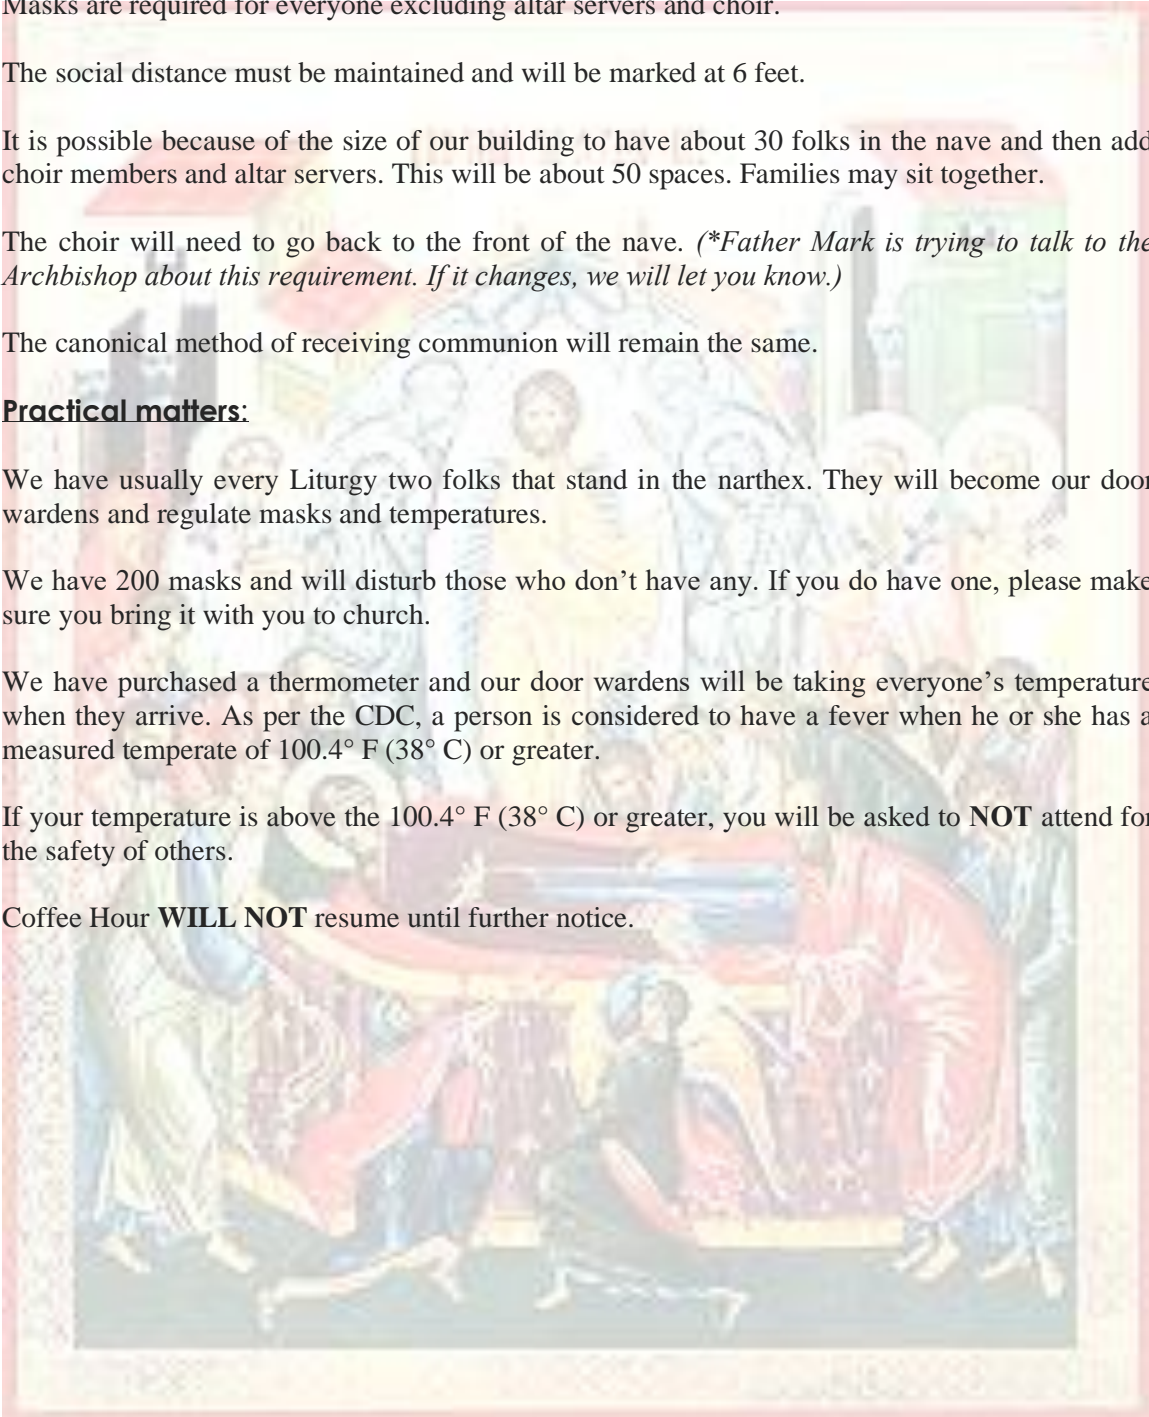 Masks are required for everyone excluding altar servers and choir.
The social distance must be maintained and will be marked at 6 feet.
It is possible because of the size of our building to have about 30 folks in the nave and then add
choir members and altar servers. This will be about 50 spaces. Families may sit together.
The choir will need to go back to the front of the nave. (*Father Mark is trying to talk to the
Archbishop about this requirement. If it changes, we will let you know.)
The canonical method of receiving communion will remain the same.
Practical matters:
We have usually every Liturgy two folks that stand in the narthex. They will become our door
wardens and regulate masks and temperatures.
We have 200 masks and will disturb those who don’t have any. If you do have one, please make
sure you bring it with you to church.
We have purchased a thermometer and our door wardens will be taking everyone’s temperature
when they arrive. As per the CDC, a person is considered to have a fever when he or she has a
measured temperate of 100.4° F (38° C) or greater.
If your temperature is above the 100.4° F (38° C) or greater, you will be asked to NOT attend for
the safety of others.
Coffee Hour WILL NOT resume until further notice.